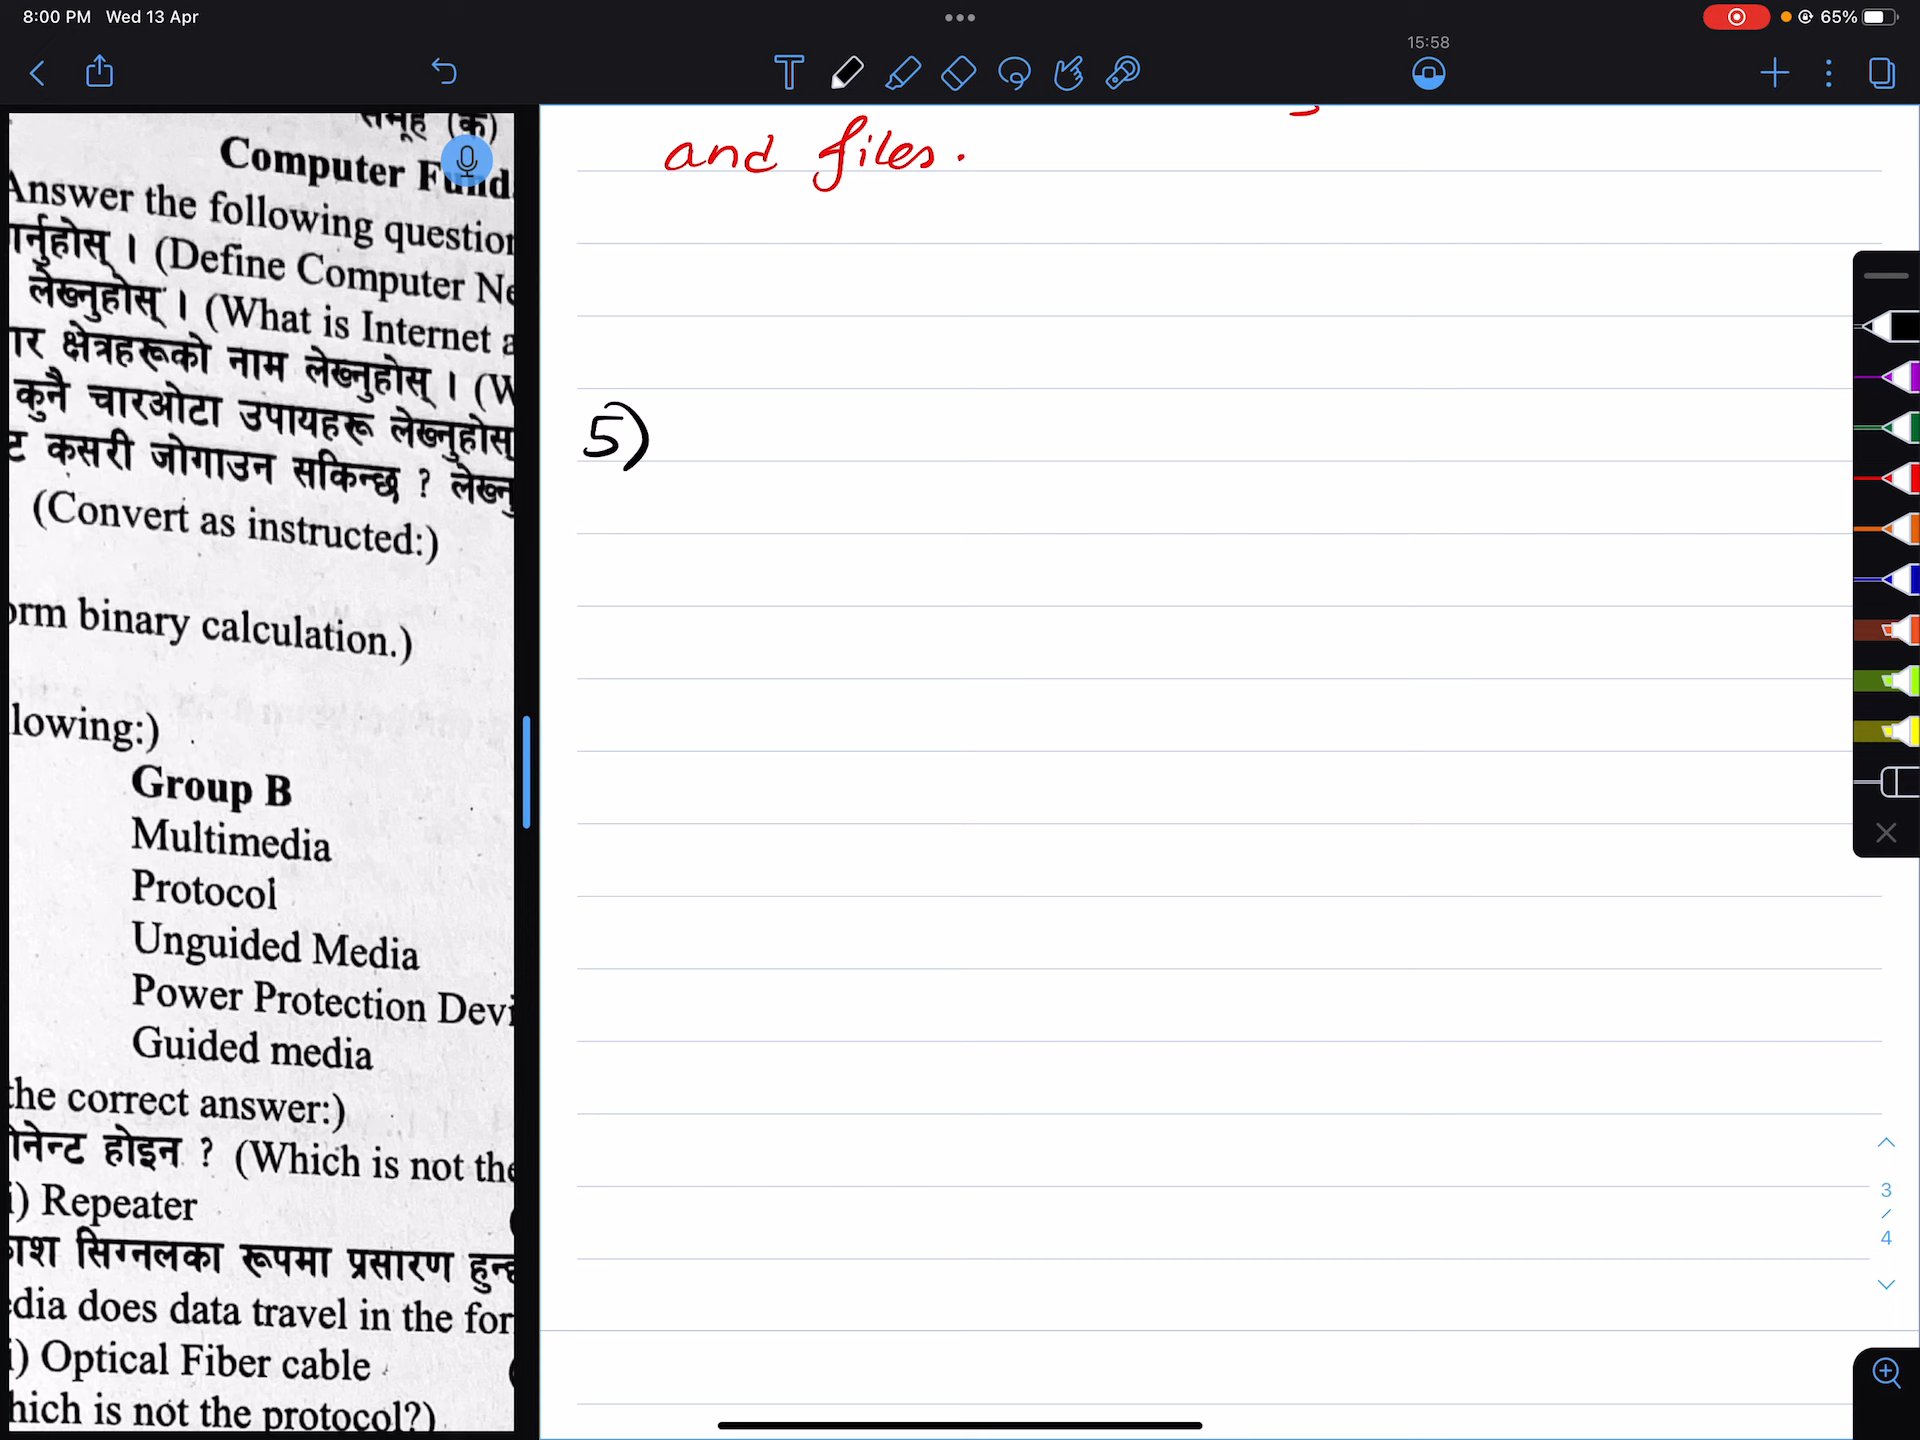 8:00 PM Wed 13 Apr
65%
15:58
समूह (क)
Computer Fund
Answer the following question
गर्नुहोस् । (Define Computer Ne
लेख्नुहोस् । (What is Internet a
ार क्षेत्रहरूको नाम लेख्नुहोस् । (W
कुनै चारओटा उपायहरू लेख्नुहोस्
ट कसरी जोगाउन सकिन्छ ? लेख्नु
(Convert as instructed:)
orm binary calculation.)
lowing:)
Group B
Multimedia
Protocol
Unguided Media
Power Protection Devi
Guided media
the correct answer:)
ोनेन्ट होइन ? (Which is not the
i) Repeater
काश सिग्नलका रूपमा प्रसारण हुन्छ
edia does data travel in the for
i) Optical Fiber cable
hich is not the protocol?)
and files.
5)
3
/
4